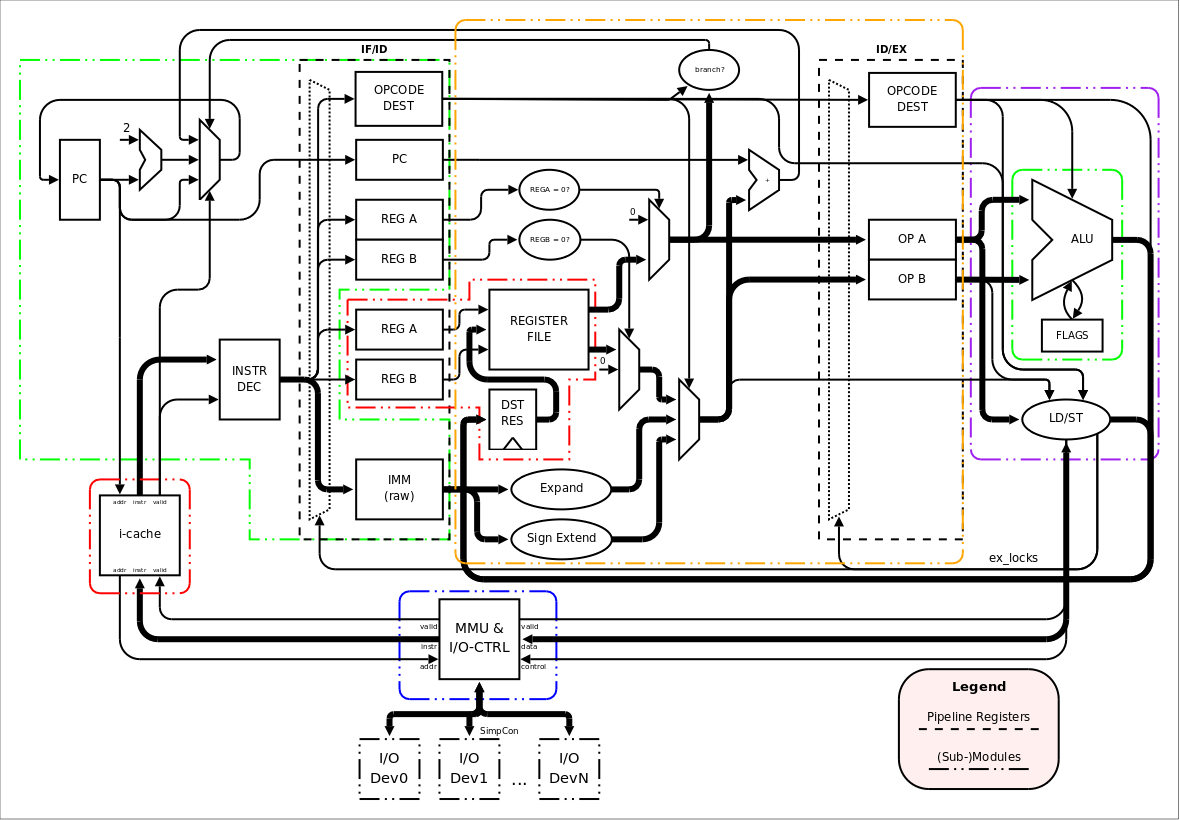 IF/ID
ID/EX
branch?
OPCODE
DEST
OPCODE
DEST
2
PC
PC
+
REGA = 0?
REG A
0
REGB = 0?
REG B
OP A
OP B
ALU
REG A
REGISTER
FILE
FLAGS
INSTR
DEC
0
REG B
DST
RES
LD/ST
IMM
(raw)
Expand
Sign Extend
addr instr valid
i-cache
addr instr valid
ex_locks
MMU &
I/O-CTRL
valid
instr
addr
valid
data
control
SimpCon
I/O
Dev0
I/O
Dev1
...
I/O
DevN
Legend
Pipeline Registers
(Sub-)Modules